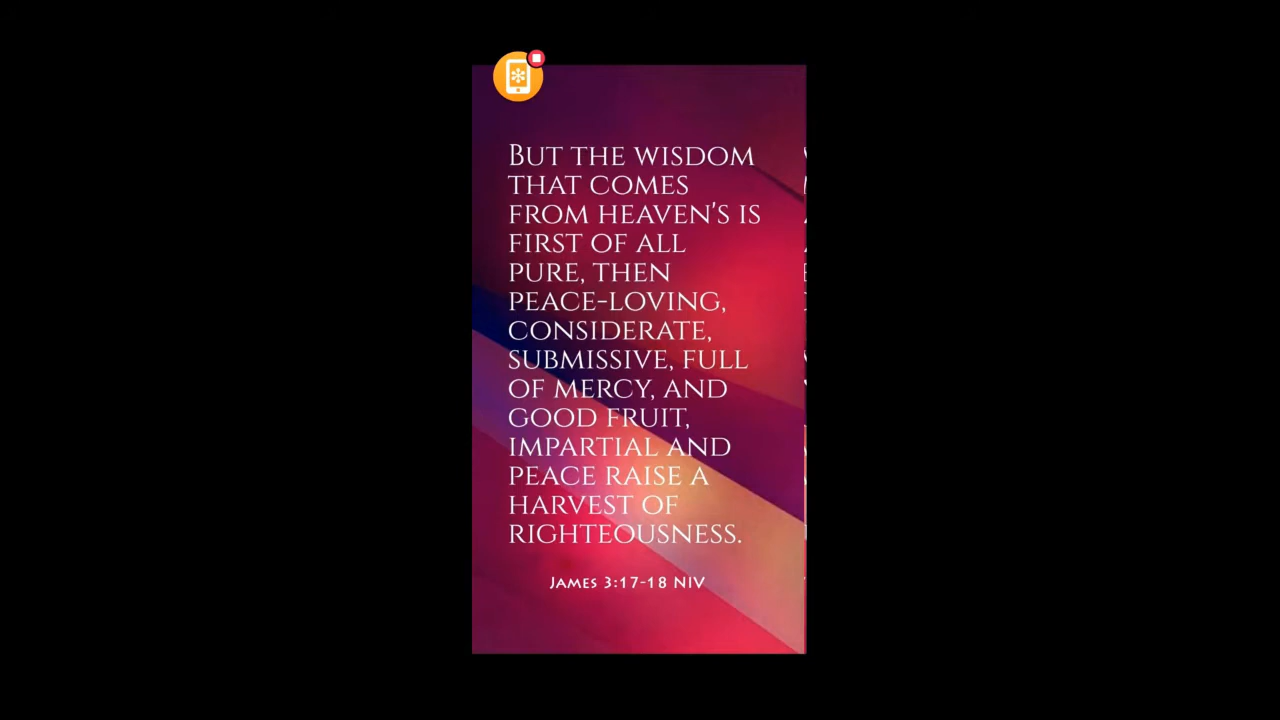 BUT THE WISDOM
THAT COMES
FROM HEAVEN'S IS
FIRST OF ALL
PURE, THEN
PEACE-LOVING,
CONSIDERATE,
SUBMISSIVE, FULL
OF MERCY, AND
GOOD FRUIT,
IMPARTIAL AND
PEACE RAISE A
HARVEST OF
RIGHTEOUSNESS.
JAMES 3:17-18 NIV